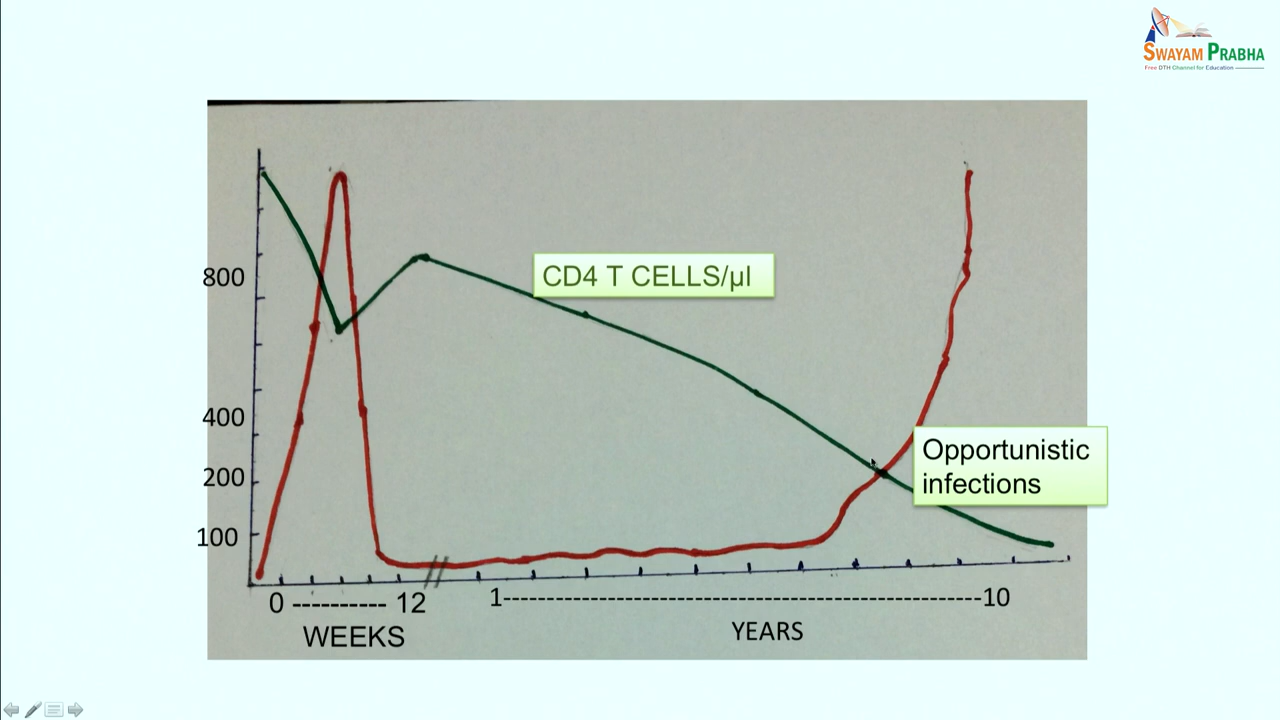 SWAYAM PRABHA
Free DTH Channel for Education
800
400
200
100
CD4 T CELLS/µl
Opportunistic
infections
0 ---------- 12
WEEKS
1---------------------------------------------10
YEARS